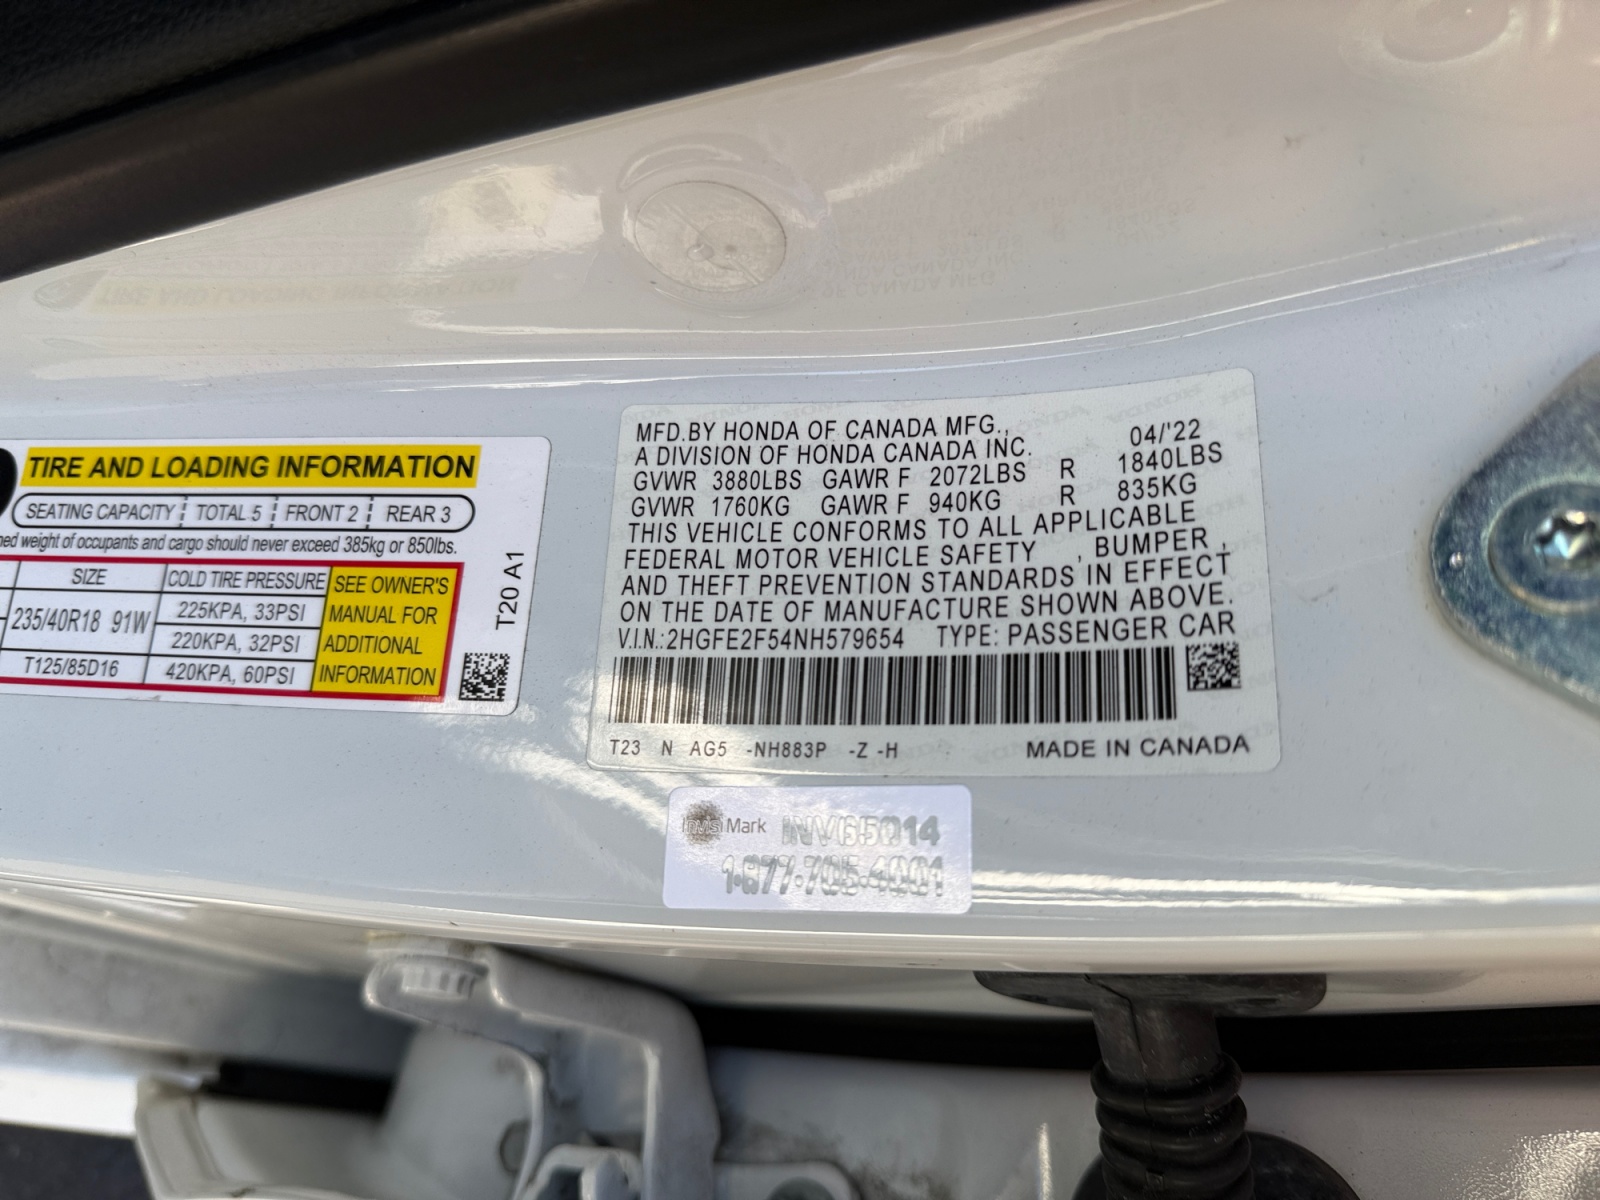 TIRE AND LOADING INFORMATION
SEATING CAPACITY TOTAL 5 FRONT 2 REAR 3
weight of occupants and cargo should never exceed 385kg or 850lbs.
SIZE COLD TIRE PRESSURE SEE OWNER'S
235/40R18 91W 225KPA, 33PSI MANUAL FOR
220KPA, 32PSI ADDITIONAL
T125/85D16 420KPA, 60PSI INFORMATION
T20 A1
MFD.BY HONDA OF CANADA MFG., 04/'22
A DIVISION OF HONDA CANADA INC.
GVWR 3880LBS GAWR F 2072LBS R 1840LBS
GVWR 1760KG GAWR F 940KG R 835KG
THIS VEHICLE CONFORMS TO ALL APPLICABLE
FEDERAL MOTOR VEHICLE SAFETY , BUMPER ,
AND THEFT PREVENTION STANDARDS IN EFFECT
ON THE DATE OF MANUFACTURE SHOWN ABOVE.
V.I.N.:2HGFE2F54NH579654 TYPE: PASSENGER CAR
T23 N AG5 -NH883P -Z -H MADE IN CANADA
InvisiMark INV65014
1-877-705-4001